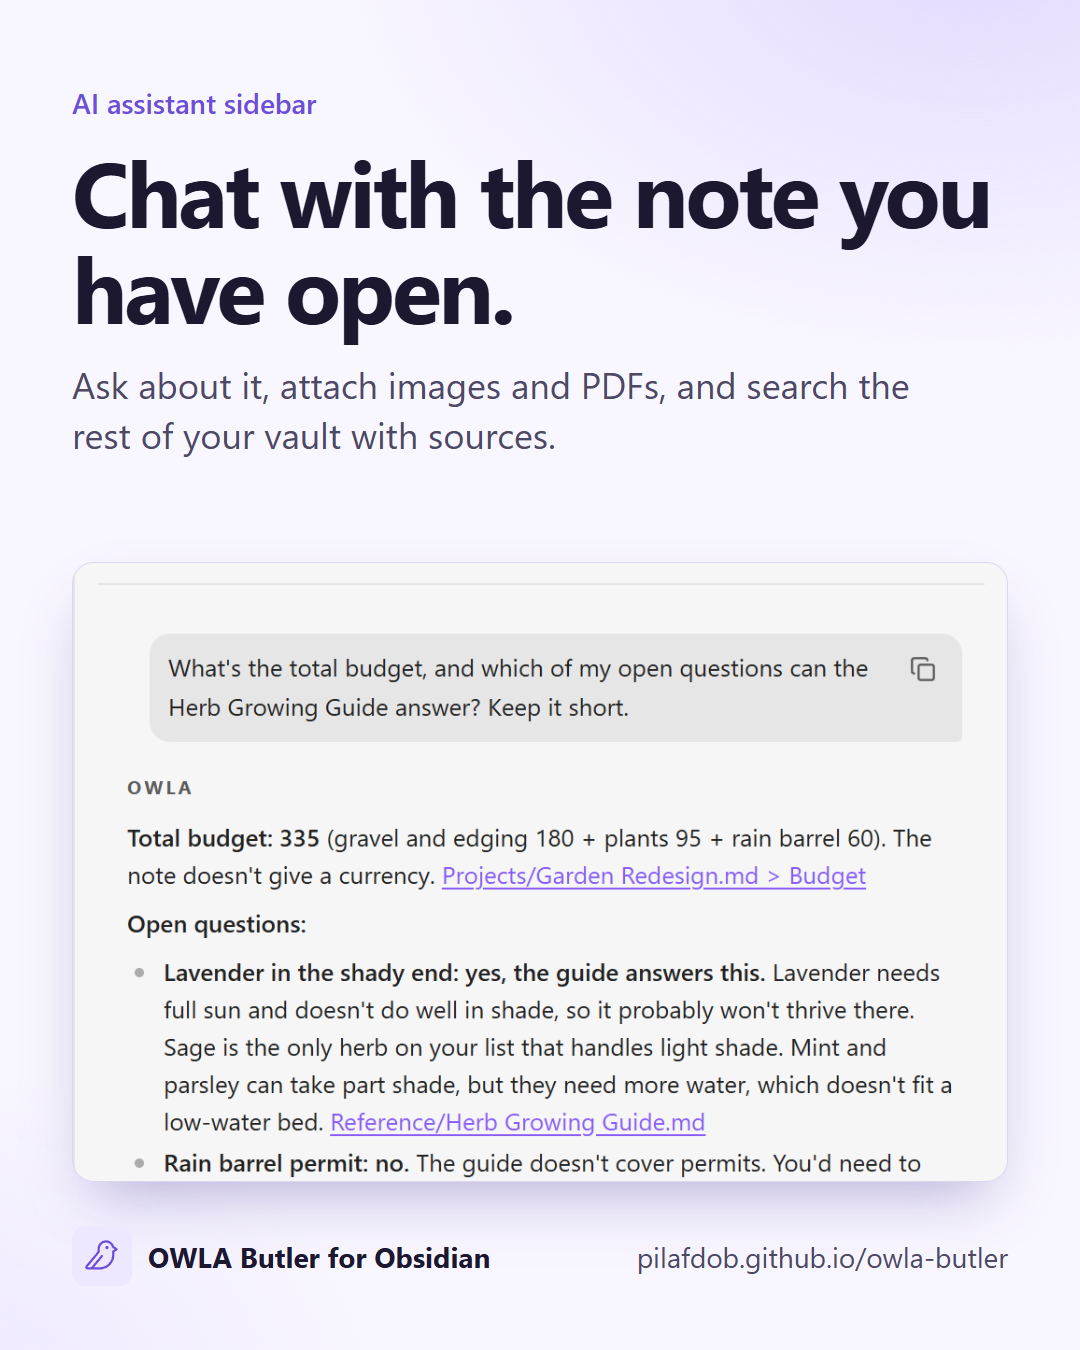 AI assistant sidebar
Chat with the note you
have open.
Ask about it, attach images and PDFs, and search the
rest of your vault with sources.
What's the total budget, and which of my open questions can the
Herb Growing Guide answer? Keep it short.
OWLA
Total budget: 335 (gravel and edging 180 + plants 95 + rain barrel 60). The
note doesn't give a currency. Projects/Garden Redesign.md > Budget
Open questions:
Lavender in the shady end: yes, the guide answers this. Lavender needs
full sun and doesn't do well in shade, so it probably won't thrive there.
Sage is the only herb on your list that handles light shade. Mint and
parsley can take part shade, but they need more water, which doesn't fit a
low-water bed. Reference/Herb Growing Guide.md
Rain barrel permit: no. The guide doesn't cover permits. You'd need to
OWLA Butler for Obsidian
pilafdob.github.io/owla-butler